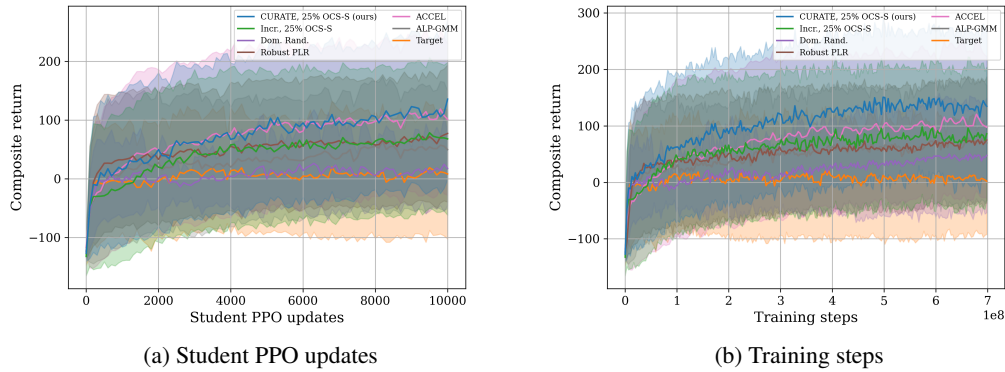 CURATE, 25% OCS-S (ours)
Incr., 25% OCS-S
Dom. Rand.
Robust PLR
ACCEL
ALP-GMM
Target
200
100
0
−100
Composite return
0
2000
4000
6000
8000
10000
Student PPO updates
(a) Student PPO updates
CURATE, 25% OCS-S (ours)
Incr., 25% OCS-S
Dom. Rand.
Robust PLR
ACCEL
ALP-GMM
Target
300
200
100
0
−100
Composite return
0
1
2
3
4
5
6
7
1e8
Training steps
(b) Training steps